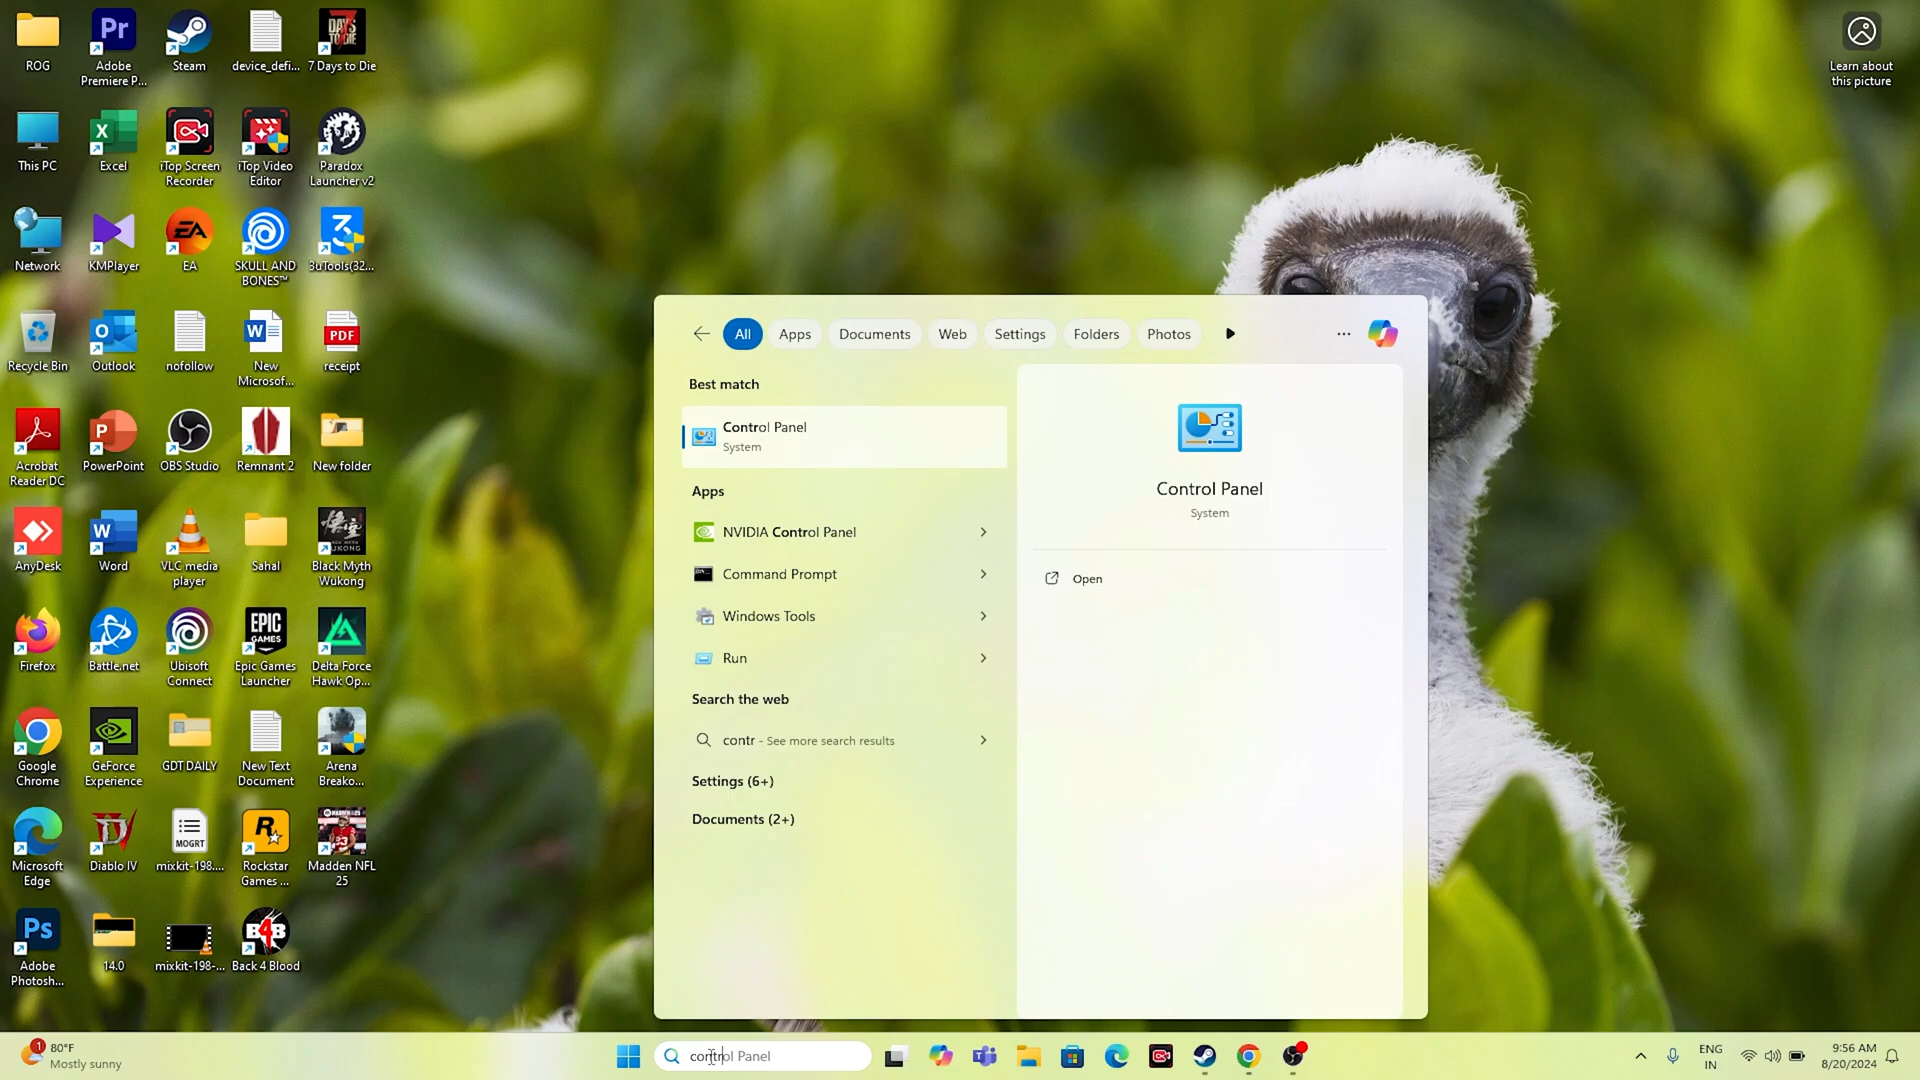 ROG
Adobe
Premiere P...
Steam
device_defi...
7 Days to Die
Learn about
this picture
This PC
Excel
iTop Screen
Recorder
iTop Video
Editor
Paradox
Launcher v2
Network
KMPlayer
EA
SKULL AND
BONES™
3uTools(32...
Recycle Bin
Outlook
nofollow
New
Microsof...
PDF
receipt
Acrobat
Reader DC
PowerPoint
OBS Studio
Remnant 2
New folder
AnyDesk
Word
VLC media
player
Sahal
Black Myth
Wukong
Firefox
Battle.net
Ubisoft
Connect
EPIC
GAMES
Epic Games
Launcher
Delta Force
Hawk Op...
Google
Chrome
GeForce
Experience
GDT DAILY
New Text
Document
Arena
Breako...
Microsoft
Edge
Diablo IV
MOGRT
mixkit-198....
Rockstar
Games ...
Madden NFL
25
Adobe
Photosh...
14.0
mixkit-198-...
B4B
Back 4 Blood
All
Apps
Documents
Web
Settings
Folders
Photos
Best match
Control Panel
System
Apps
NVIDIA Control Panel
Command Prompt
Windows Tools
Run
Search the web
contr - See more search results
Settings (6+)
Documents (2+)
Control Panel
System
Open
1
80°F
Mostly sunny
control Panel
ENG
IN
9:56 AM
8/20/2024